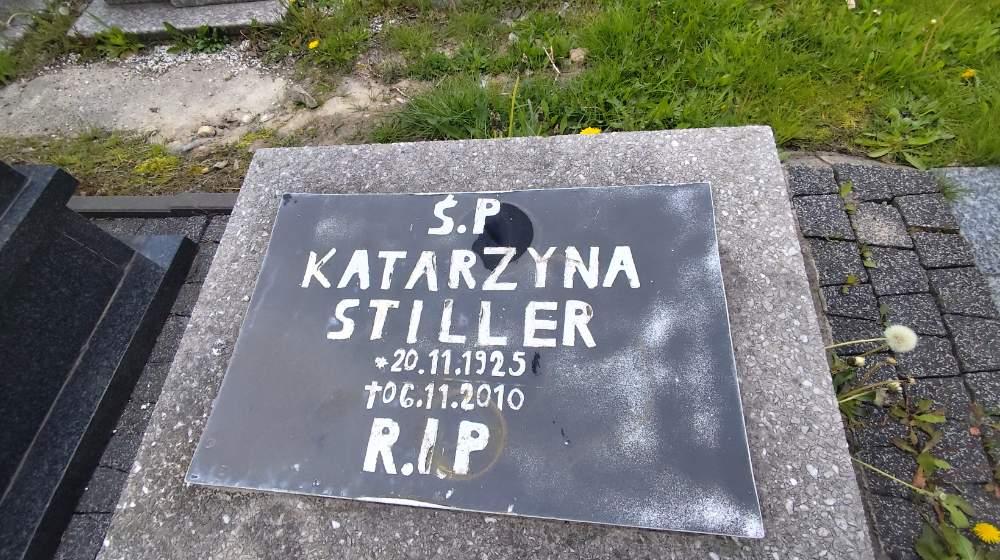 Ś.P
KATARZYNA
STILLER
*20.11.1925
†06.11.2010
R.I.P